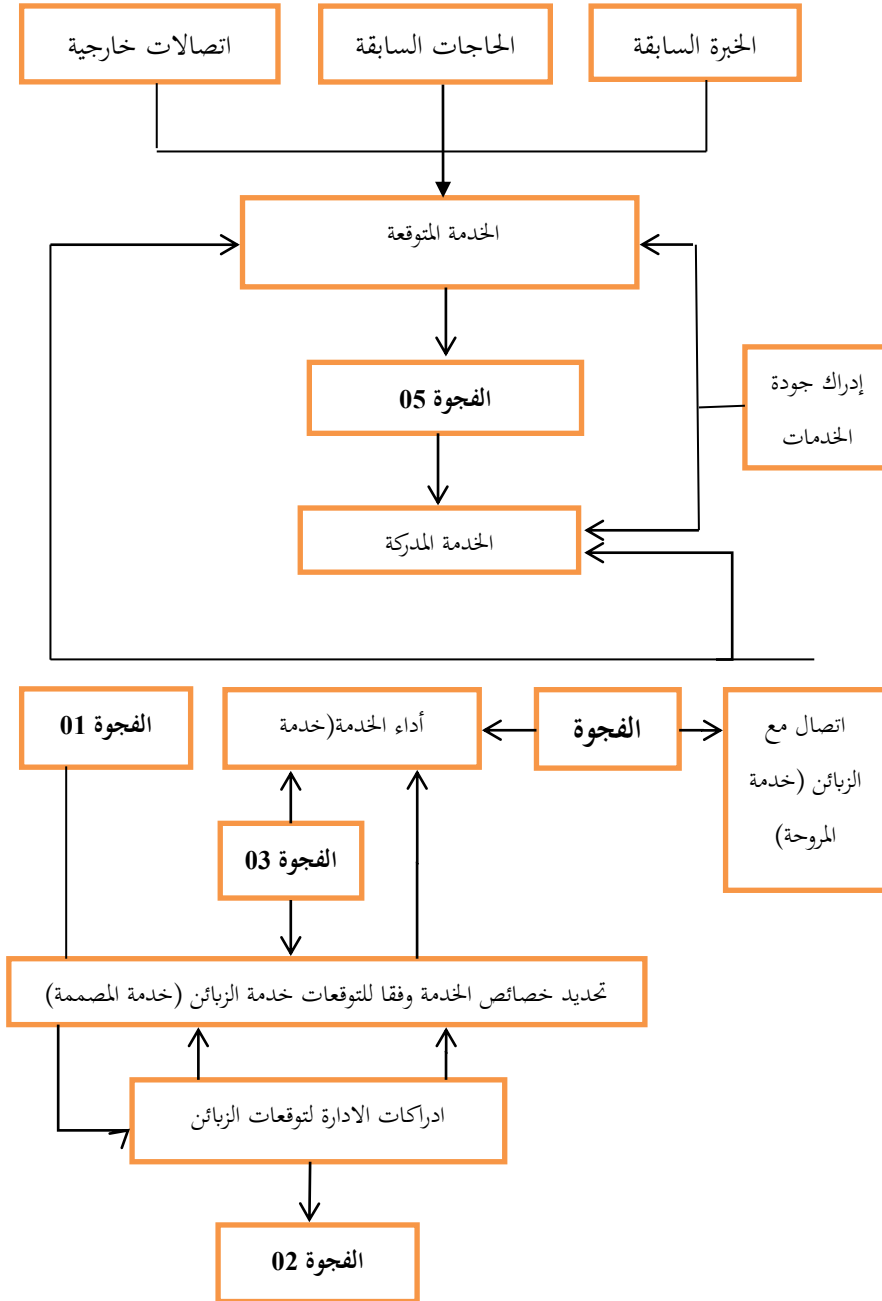 الخبرة السابقة
الحاجات السابقة
اتصالات خارجية
الخدمة المتوقعة
إدراك جودة
الخدمات
الفجوة 05
الخدمة المدركة
اتصال مع
الزبائن (خدمة
المروحة)
الفجوة
أداء الخدمة(خدمة
الفجوة 01
الفجوة 03
تحديد خصائص الخدمة وفقا للتوقعات خدمة الزبائن (خدمة المصممة)
ادراكات الادارة لتوقعات الزبائن
الفجوة 02